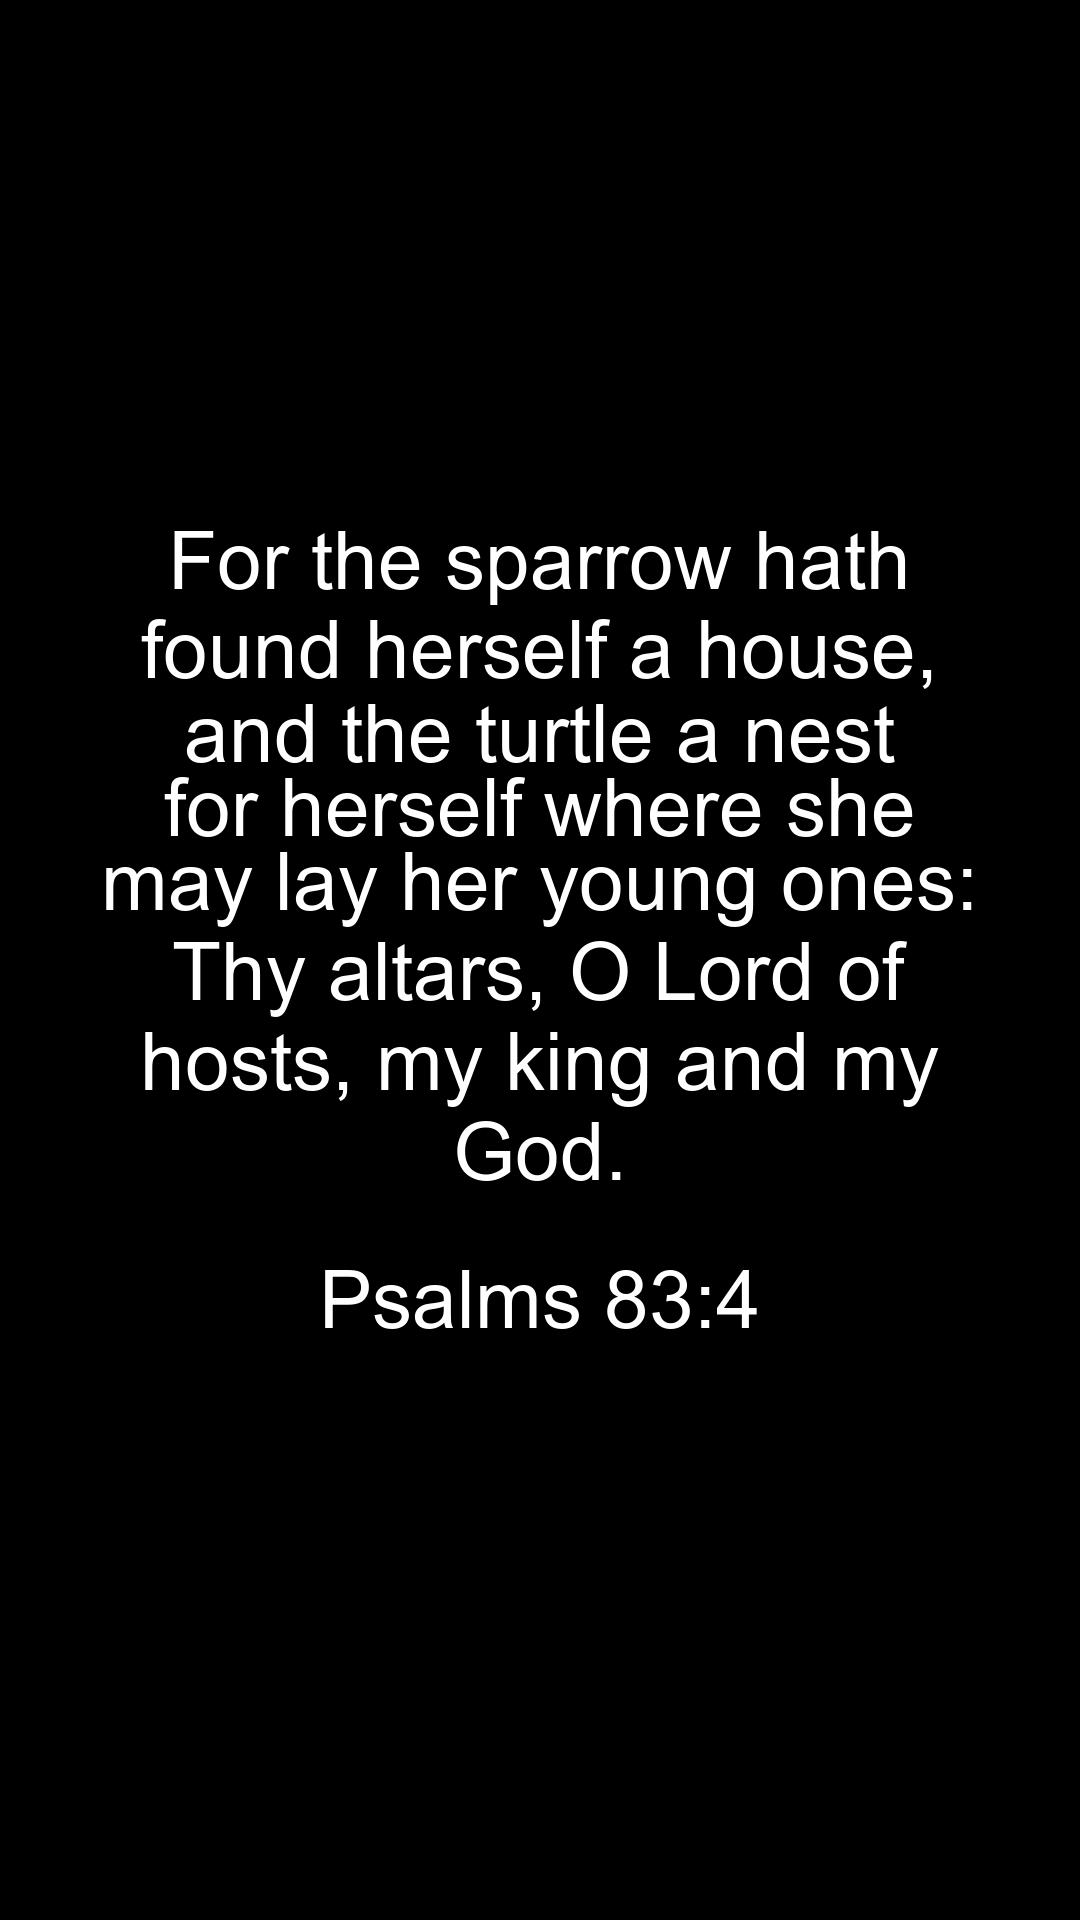 For the sparrow hath
found herself a house,
and the turtle a nest
for herself where she
may lay her young ones:
Thy altars, O Lord of
hosts, my king and my
God.
Psalms 83:4